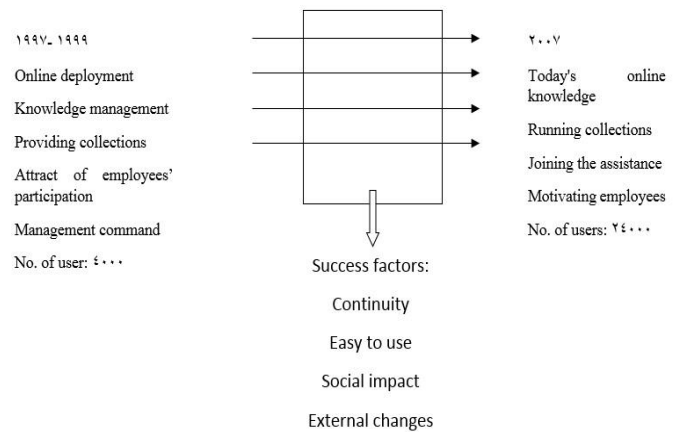 ١٩٩٧- ١٩٩٩
Online deployment
Knowledge management
Providing collections
Attract of employees’
participation
Management command
No. of user: ٤٠٠٠
٢٠٠٧
Today's online
knowledge
Running collections
Joining the assistance
Motivating employees
No. of users: ٢٤٠٠٠
Success factors:
Continuity
Easy to use
Social impact
External changes